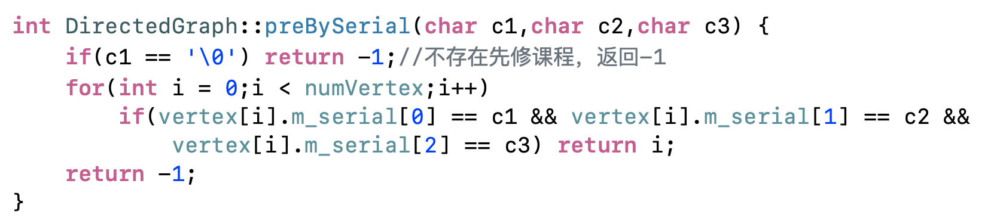 int DirectedGraph::preBySerial(char c1,char c2,char c3) {
    if(c1 == '\0') return -1;//不存在先修课程，返回-1
    for(int i = 0;i < numVertex;i++)
        if(vertex[i].m_serial[0] == c1 && vertex[i].m_serial[1] == c2 &&
            vertex[i].m_serial[2] == c3) return i;
    return -1;
}